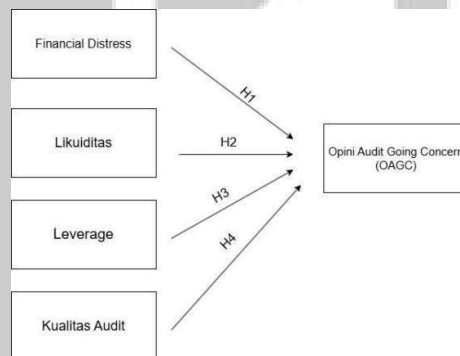 Financial Distress
H1
Likuiditas
H2
Opini Audit Going Concern
(OAGC)
Leverage
H3
H4
Kualitas Audit